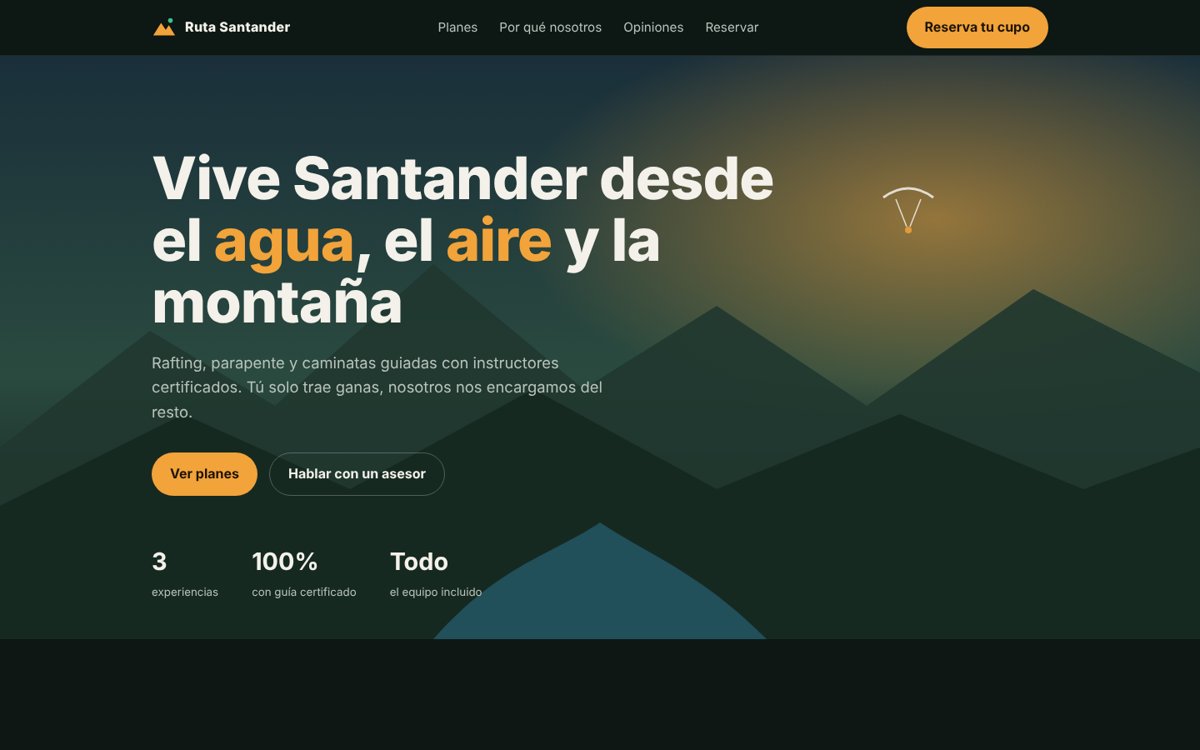 Ruta Santander
Planes
Por qué nosotros
Opiniones
Reservar
Reserva tu cupo
Vive Santander desde
el agua, el aire y la
montaña
Rafting, parapente y caminatas guiadas con instructores
certificados. Tú solo trae ganas, nosotros nos encargamos del
resto.
Ver planes
Hablar con un asesor
3
experiencias
100%
con guía certificado
Todo
el equipo incluido